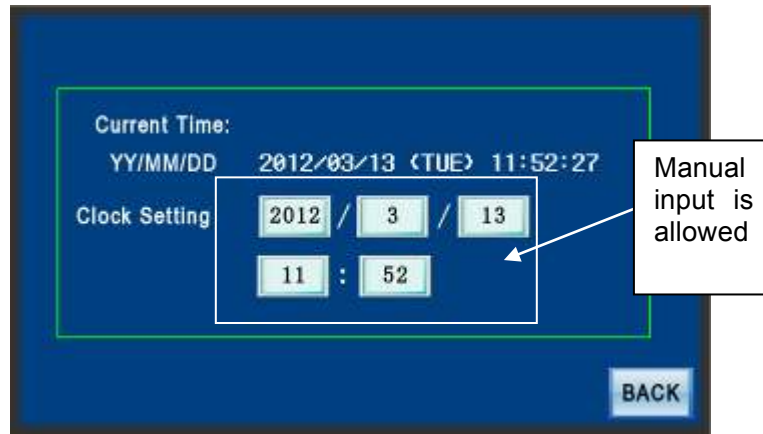 Current Time:
YY/MM/DD 2012/03/13 (TUE) 11:52:27
Clock Setting 2012 / 3 / 13
11 : 52
Manual
input is
allowed
BACK